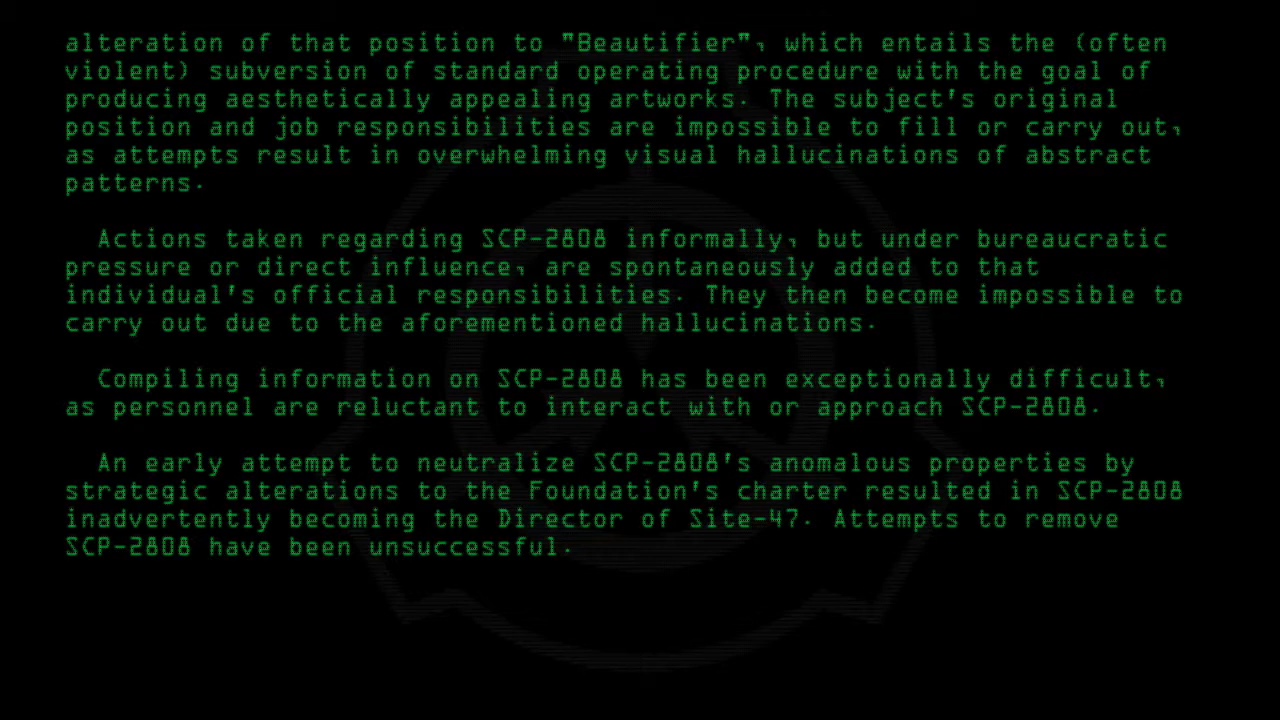 alteration of that position to "Beautifier", which entails the (often
violent) subversion of standard operating procedure with the goal of
producing aesthetically appealing artworks. The subject's original
position and job responsibilities are impossible to fill or carry out,
as attempts result in overwhelming visual hallucinations of abstract
patterns.
Actions taken regarding SCP-2808 informally, but under bureaucratic
pressure or direct influence, are spontaneously added to that
individual's official responsibilities. They then become impossible to
carry out due to the aforementioned hallucinations.
Compiling information on SCP-2808 has been exceptionally difficult,
as personnel are reluctant to interact with or approach SCP-2808.
An early attempt to neutralize SCP-2808's anomalous properties by
strategic alterations to the Foundation's charter resulted in SCP-2808
inadvertently becoming the Director of Site-47. Attempts to remove
SCP-2808 have been unsuccessful.